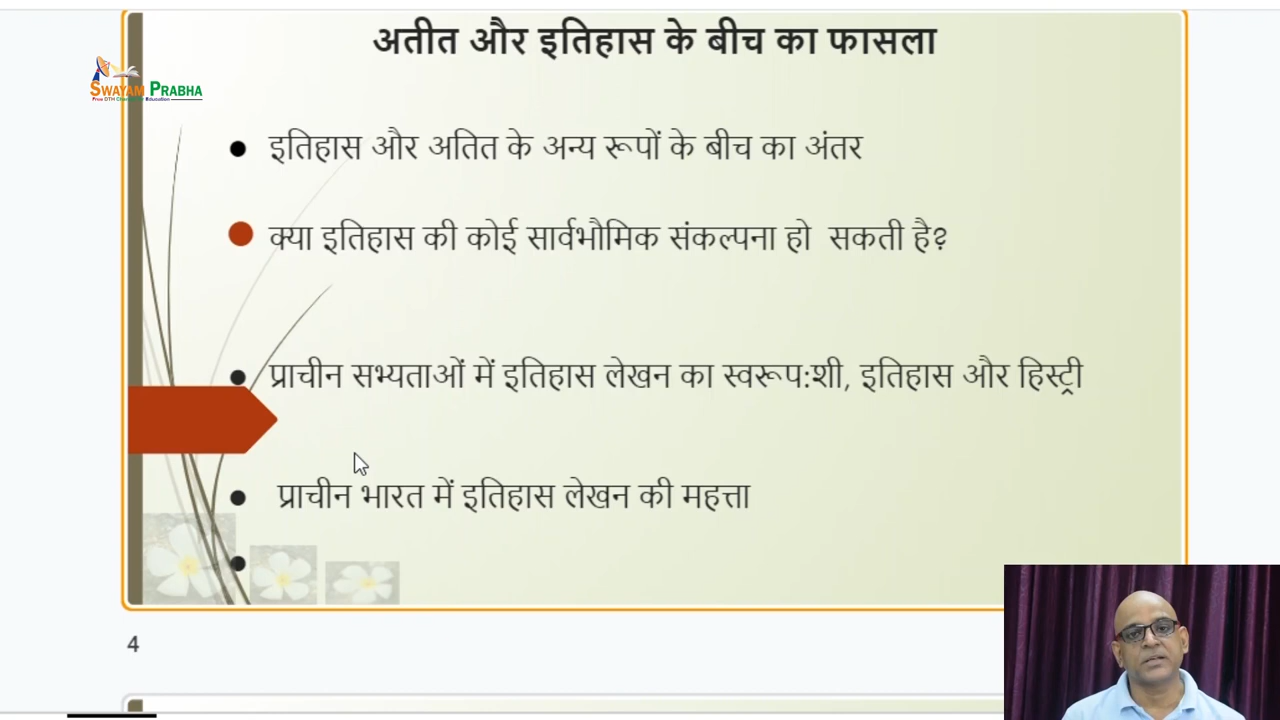 अतीत और इतिहास के बीच का फासला
SWAYAM PRABHA
इतिहास और अतित के अन्य रूपों के बीच का अंतर
क्या इतिहास की कोई सार्वभौमिक संकल्पना हो सकती है?
प्राचीन सभ्यताओं में इतिहास लेखन का स्वरूप:शी, इतिहास और हिस्ट्री
प्राचीन भारत में इतिहास लेखन की महत्ता
4